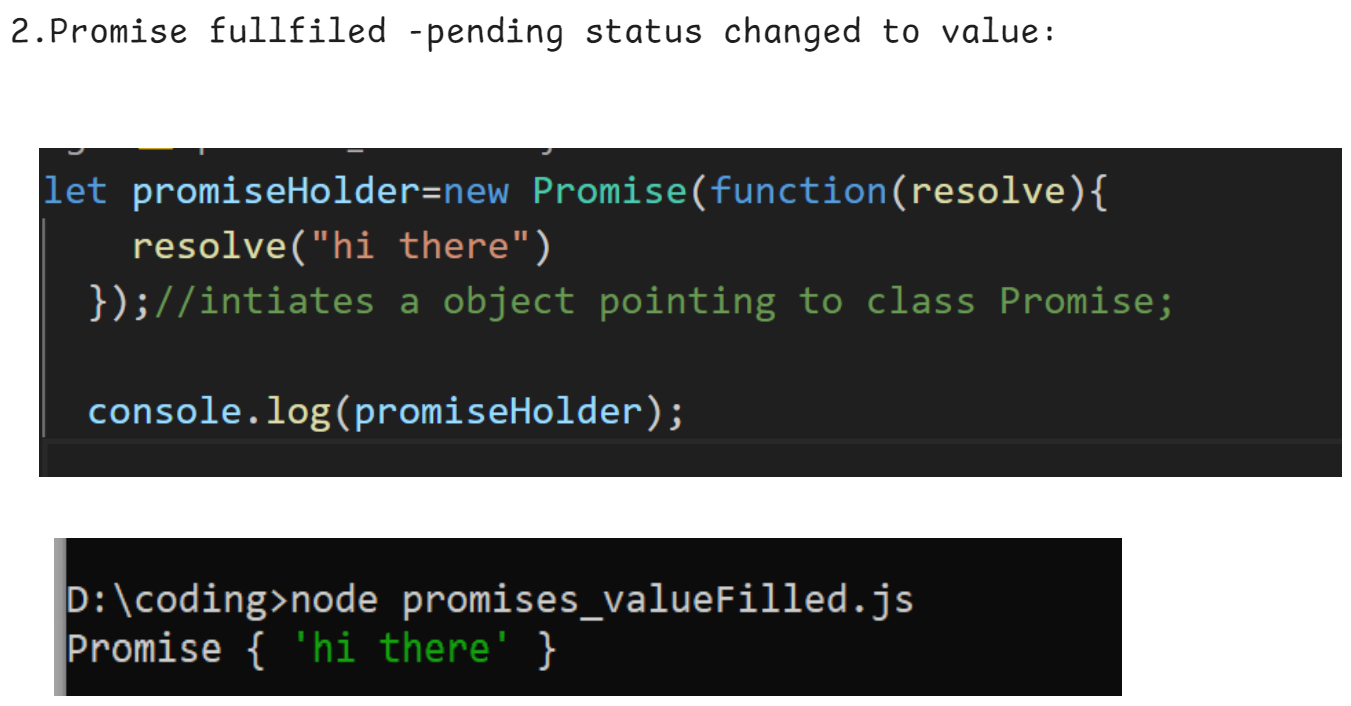 2.Promise fullfiled -pending status changed to value:
let promiseHolder=new Promise(function(resolve){
resolve("hi there")
});//intiates a object pointing to class Promise;
console.log(promiseHolder);
D:\coding>node promises_valueFilled.js
Promise { 'hi there' }